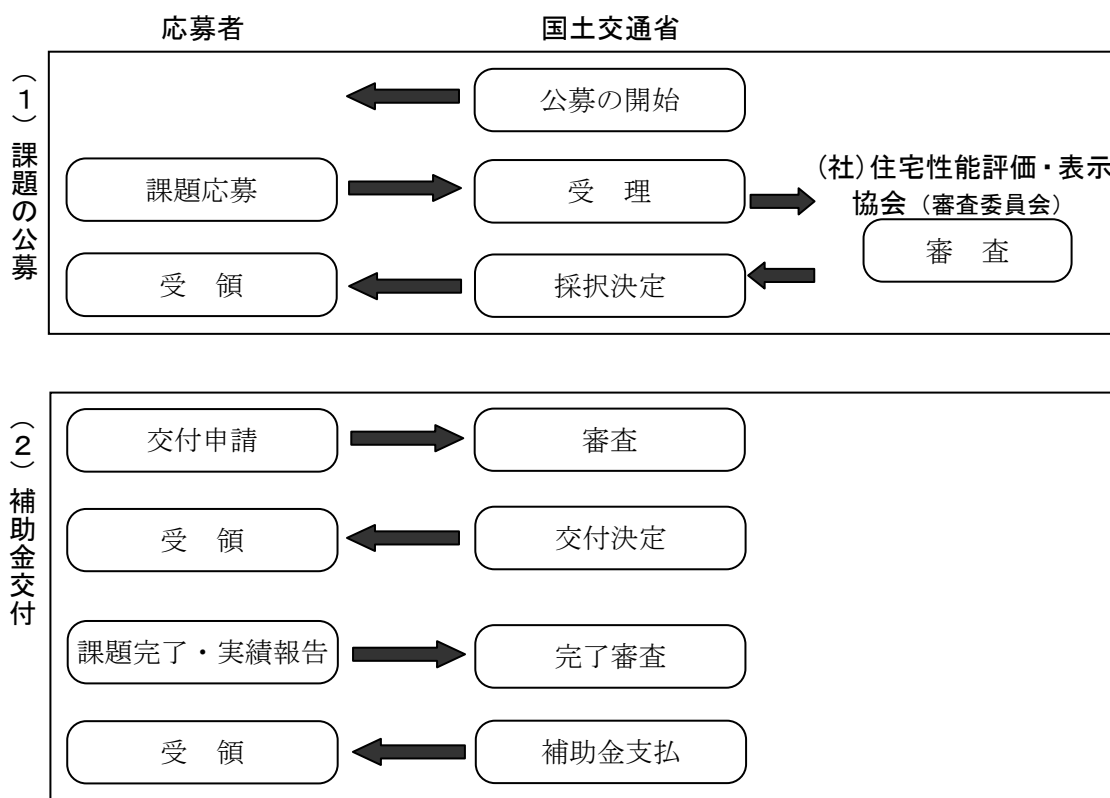 応募者
国土交通省
（１）課題の公募
公募の開始
課題応募
受　理
（社）住宅性能評価・表示
協会（審査委員会）
審　査
受　領
採択決定
（２）補助金交付
交付申請
審査
受　領
交付決定
課題完了・実績報告
完了審査
受　領
補助金支払